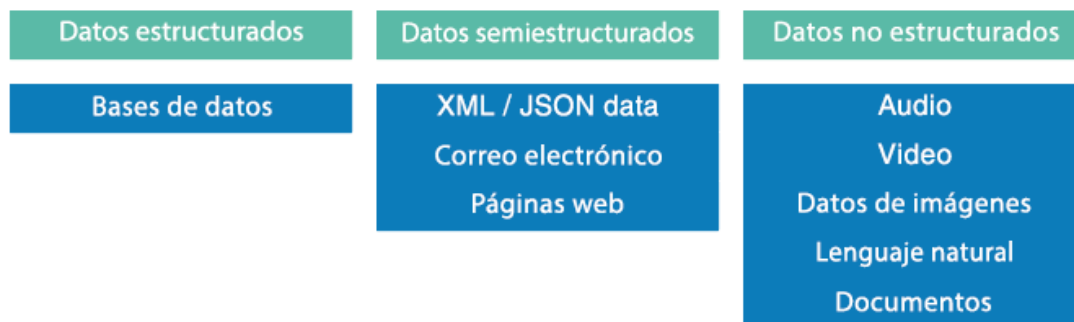 Datos estructurados
Bases de datos
Datos semiestructurados
XML / JSON data
Correo electrónico
Páginas web
Datos no estructurados
Audio
Video
Datos de imágenes
Lenguaje natural
Documentos